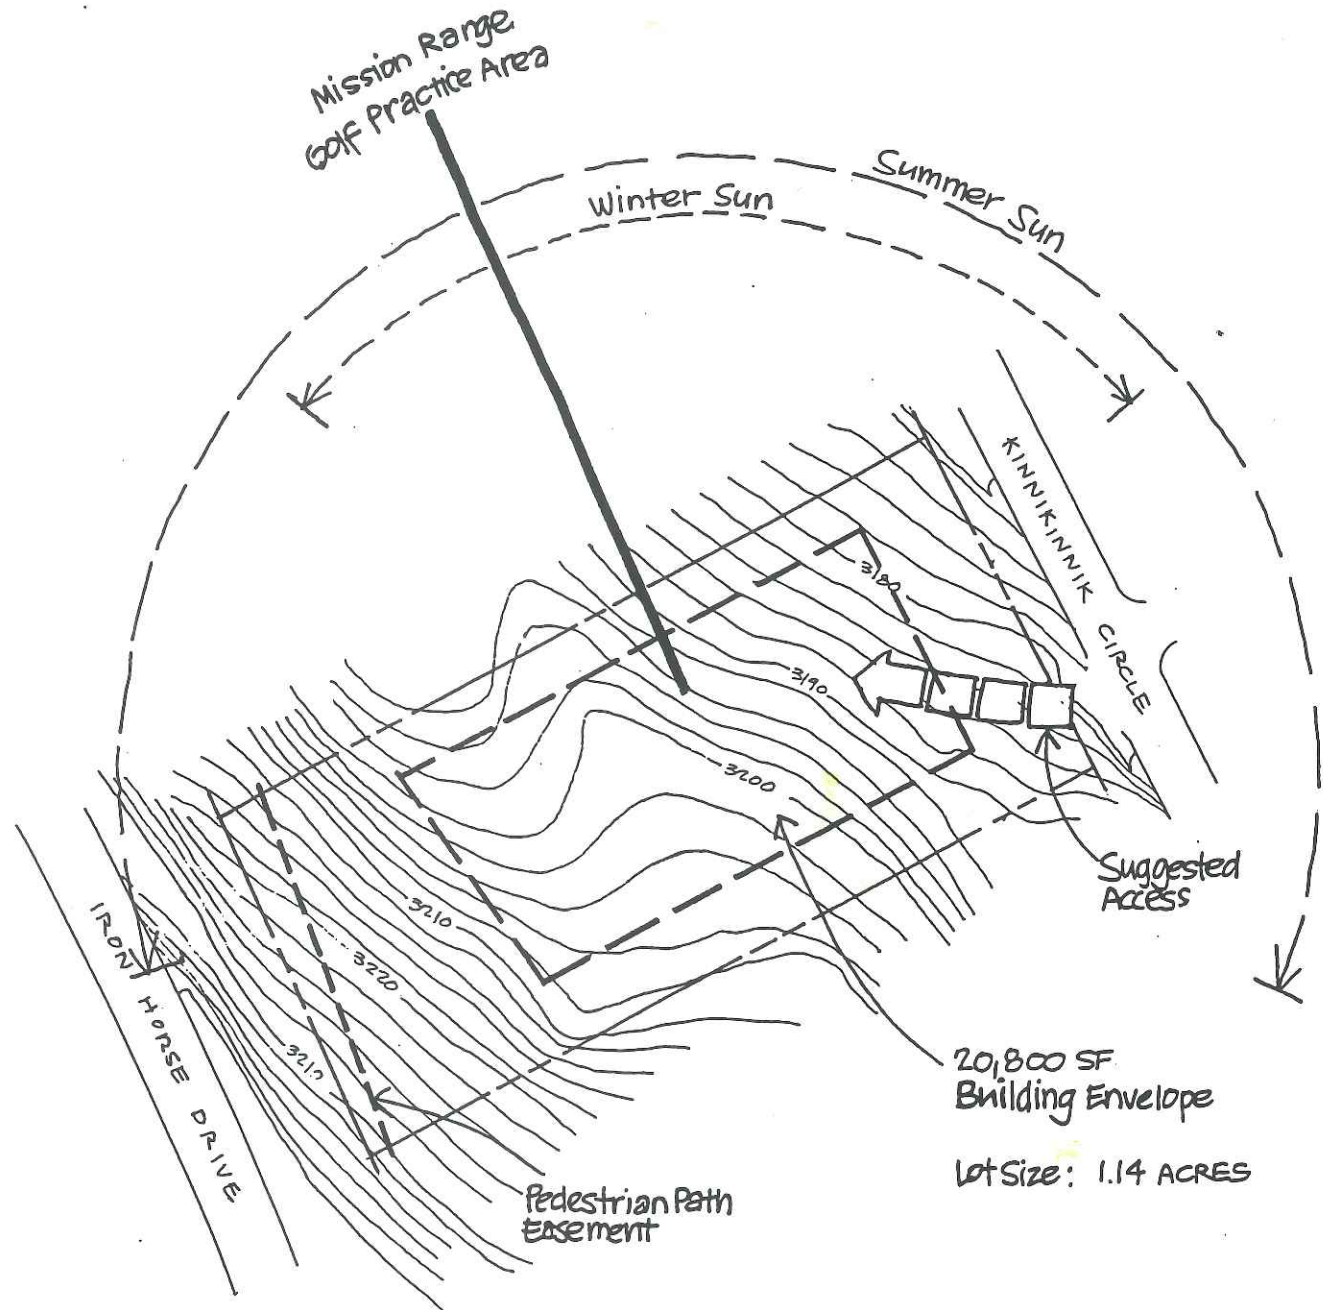 Mission Range
Golf Practice Area
Summer Sun
Winter Sun
KINNIKINNIK CIRCLE
3180
3190
3200
3210
3220
3210
IRON HORSE DRIVE
Suggested
Access
20,800 SF
Building Envelope
Lot Size: 1.14 ACRES
Pedestrian Path
Easement